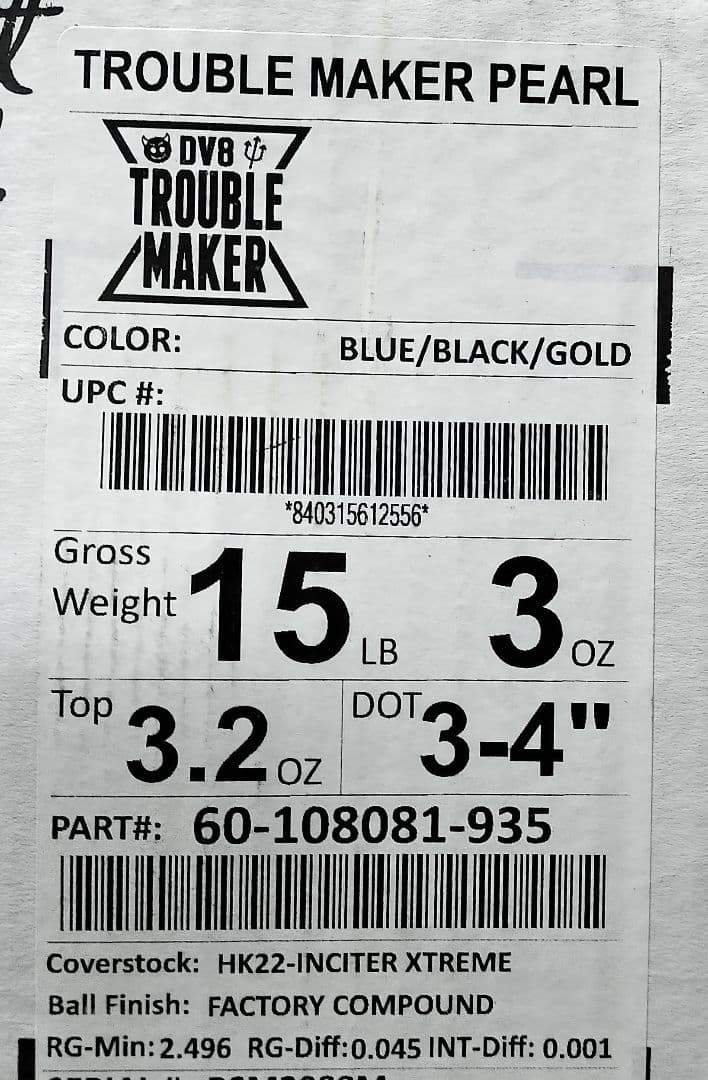 TROUBLE MAKER PEARL
DV8
TROUBLE
MAKER
COLOR: BLUE/BLACK/GOLD
UPC #:
*840315612556*
Gross Weight 15 LB 3 OZ
Top 3.2 OZ DOT 3-4"
PART#: 60-108081-935
Coverstock: HK22-INCITER XTREME
Ball Finish: FACTORY COMPOUND
RG-Min: 2.496 RG-Diff: 0.045 INT-Diff: 0.001